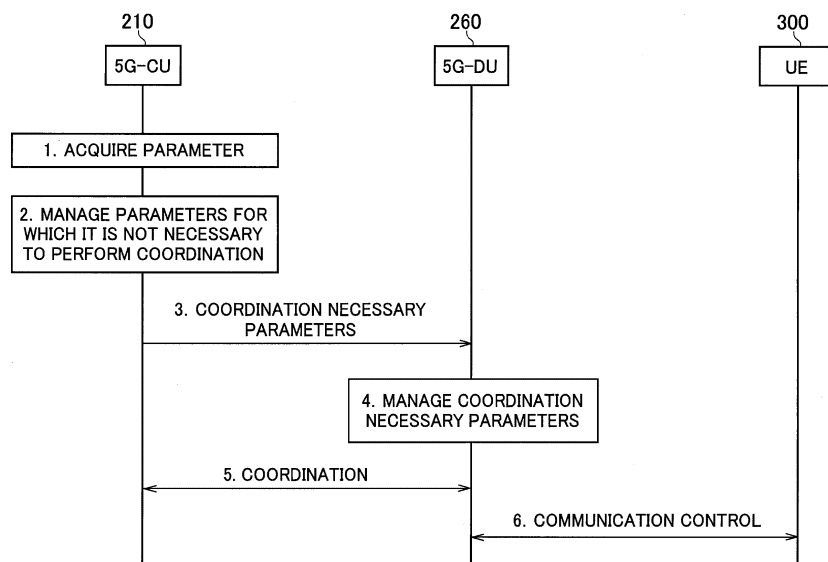 210
260
300
5G-CU
5G-DU
UE
1. ACQUIRE PARAMETER
2. MANAGE PARAMETERS FOR
WHICH IT IS NOT NECESSARY
TO PERFORM COORDINATION
3. COORDINATION NECESSARY
PARAMETERS
4. MANAGE COORDINATION
NECESSARY PARAMETERS
5. COORDINATION
6. COMMUNICATION CONTROL